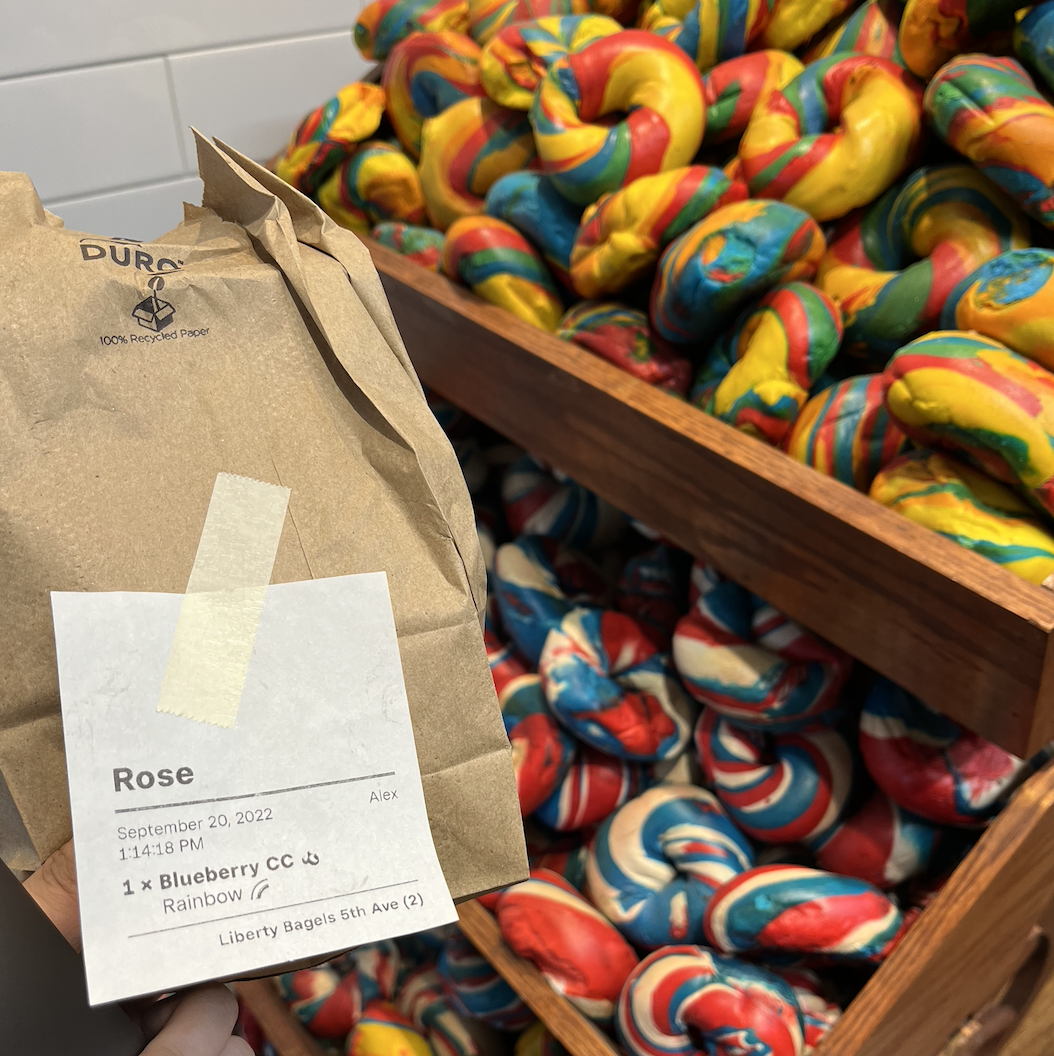 DURO
100% Recycled Paper
Rose
Alex
September 20, 2022
1:14:18 PM
1 × Blueberry CC
Rainbow
Liberty Bagels 5th Ave (2)